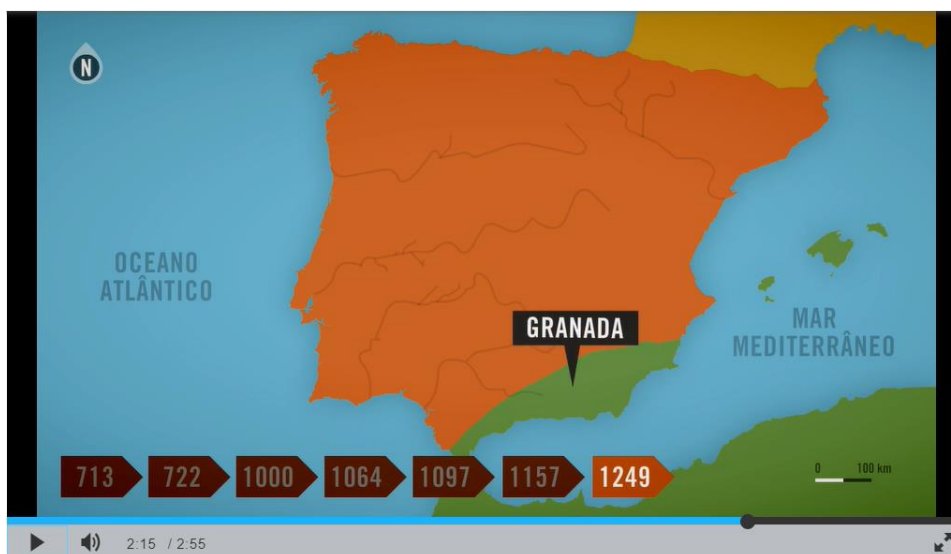 N
OCEANO
ATLÂNTICO
GRANADA
MAR
MEDITERRÂNEO
713 722 1000 1064 1097 1157 1249
0 100 km
2:15 / 2:55